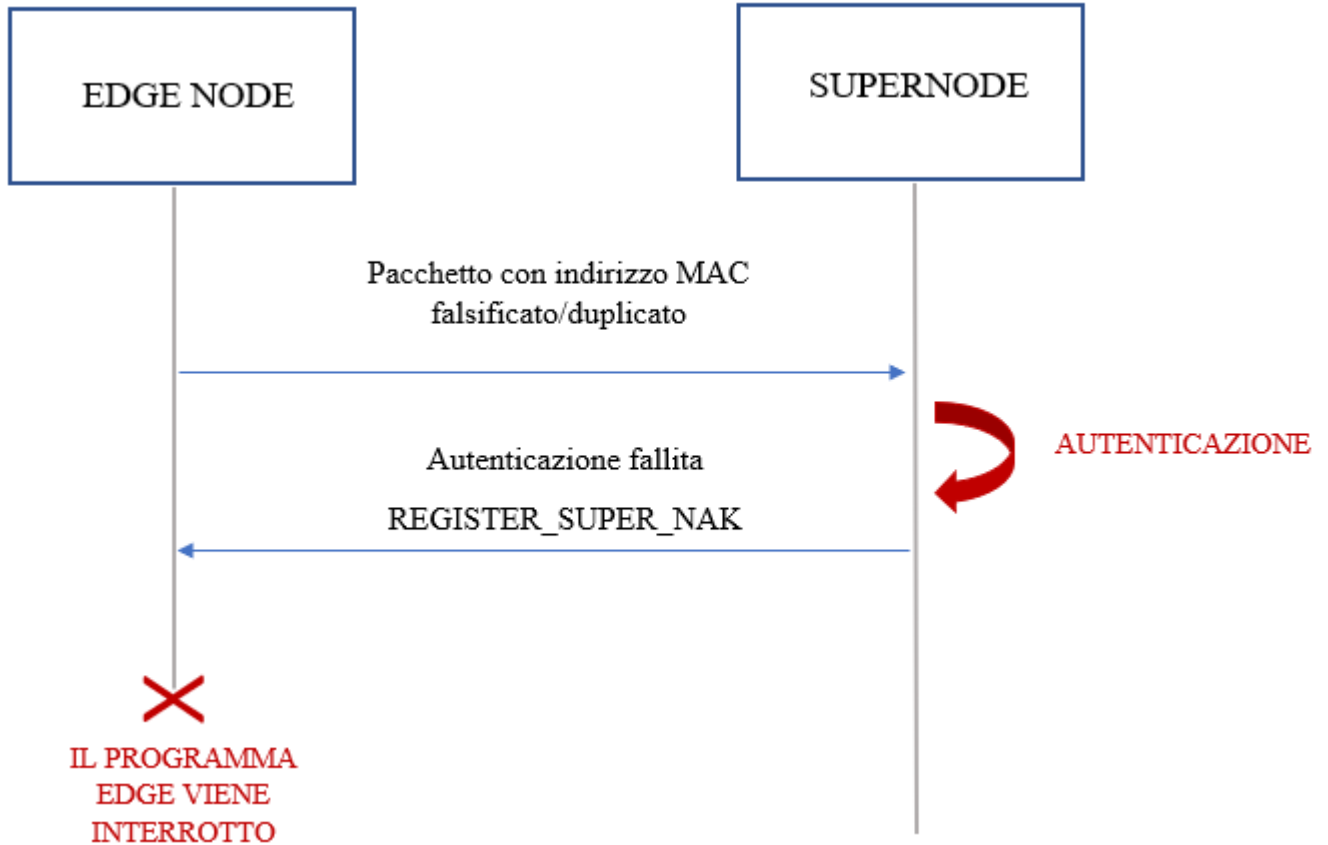 EDGE NODE
SUPERNODE
Pacchetto con indirizzo MAC
falsificato/duplicato
AUTENTICAZIONE
Autenticazione fallita
REGISTER_SUPER_NAK
IL PROGRAMMA
EDGE VIENE
INTERROTTO